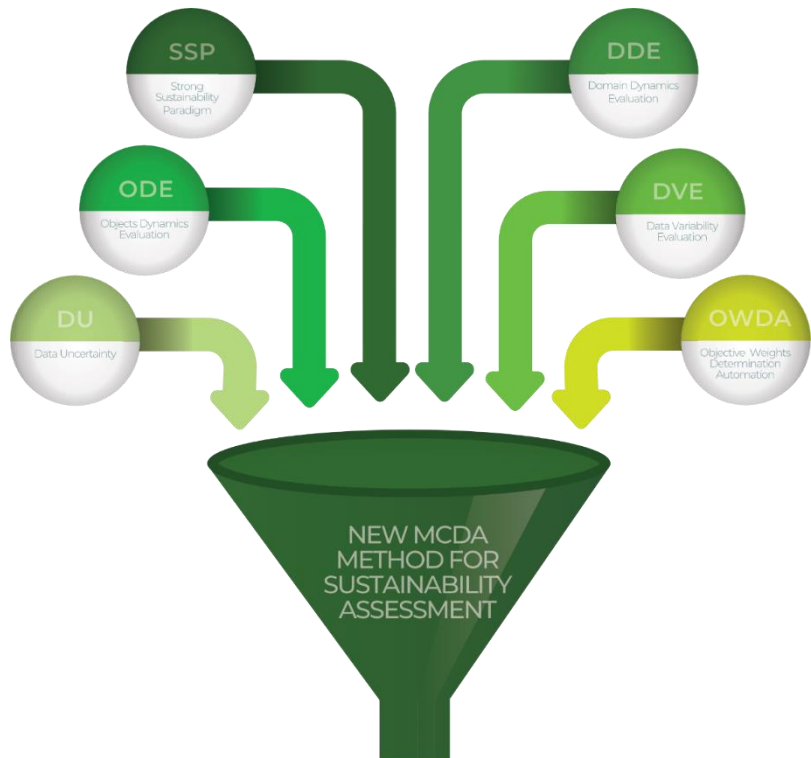 SSP
Strong
Sustainability
Paradigm
DDE
Domain Dynamics
Evaluation
ODE
Objects Dynamics
Evaluation
DVE
Data Variability
Evaluation
DU
Data Uncertainty
OWDA
Objective Weights
Determination
Automation
NEW MCDA
METHOD FOR
SUSTAINABILITY
ASSESSMENT